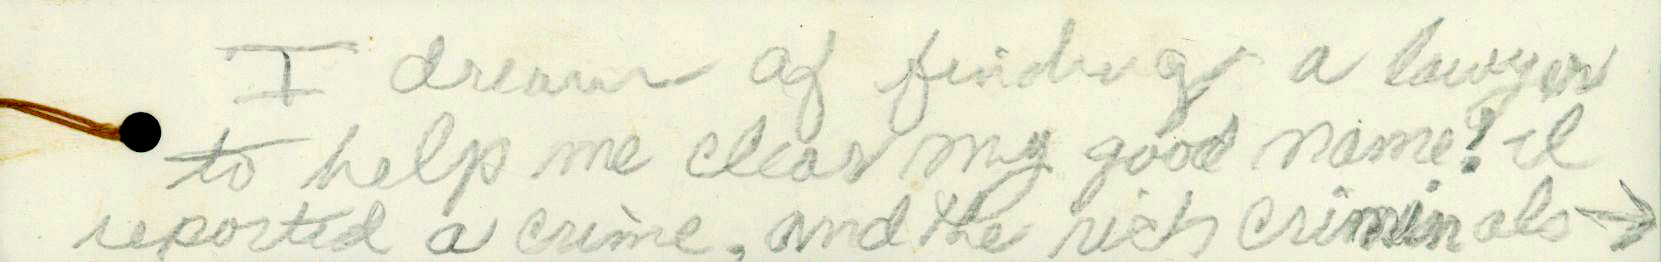 I dream of finding a lawyer
to help me clear my good name! I
reported a crime, and the rich criminals →